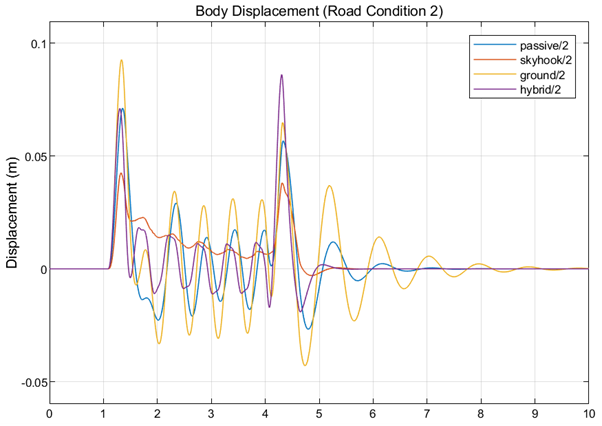 Body Displacement (Road Condition 2)
0.1
passive/2
skyhook/2
ground/2
hybrid/2
0.05
Displacement (m)
0
-0.05
0 1 2 3 4 5 6 7 8 9 10